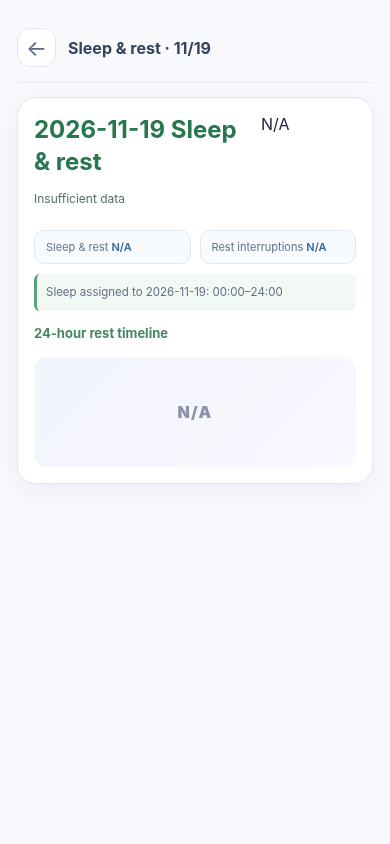 Sleep & rest · 11/19
2026-11-19 Sleep
& rest
N/A
Insufficient data
Sleep & rest N/A
Rest interruptions N/A
Sleep assigned to 2026-11-19: 00:00–24:00
24-hour rest timeline
N/A